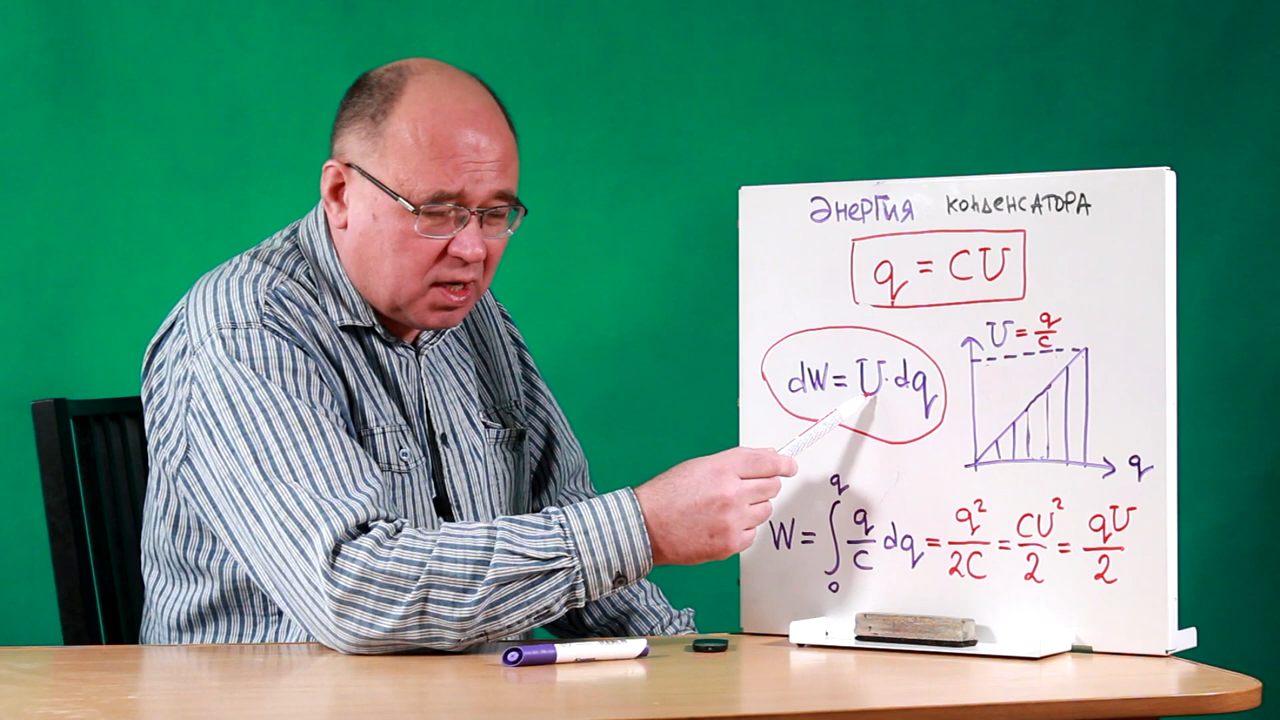 Энергия конденсатора
q = CU
U = q/C
dW = U·dq
q
W = ∫₀^q q/C dq = q²/2C = CU²/2 = qU/2